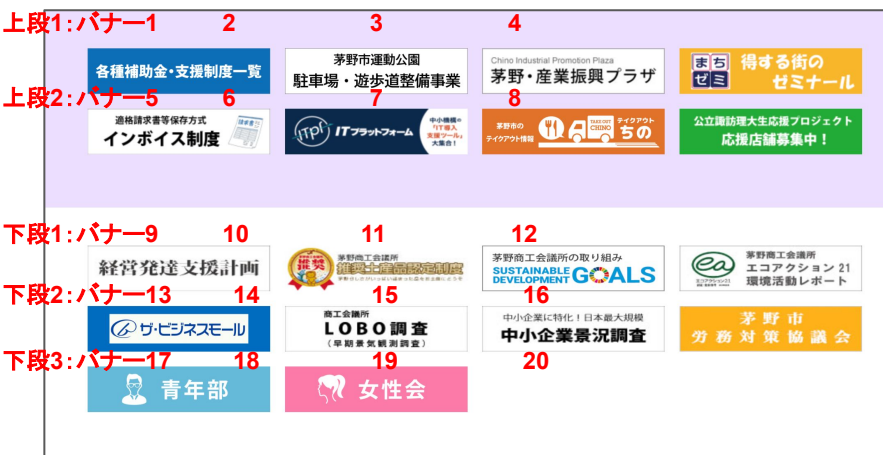 上段1:バナー1 2 3 4
各種補助金・支援制度一覧
茅野市運動公園
駐車場・遊歩道整備事業
Chino Industrial Promotion Plaza
茅野・産業振興プラザ
まち
ゼミ
得する街の
ゼミナール
上段2:バナー5 6 7 8
適格請求書等保存方式
インボイス制度
請求書
ITpf
ITプラットフォーム
中小機構の
「IT導入
支援ツール」
大集合!
茅野市の
テイクアウト情報
TAKE OUT
CHINO
テイクアウト
ちの
公立諏訪理大生応援プロジェクト
応援店舗募集中!
下段1:バナー9 10 11 12
経営発達支援計画
推奨
茅野商工会議所
推奨土産品認定制度
茅野商工会議所の取り組み
SUSTAINABLE
DEVELOPMENT
GOALS
ea
エコアクション21
茅野商工会議所
エコアクション 21
環境活動レポート
下段2:バナー13 14 15 16
ザ・ビジネスモール
商工会議所
LOBO調査
(早期景気観測調査)
中小企業に特化!日本最大規模
中小企業景況調査
茅野市
労務対策協議会
下段3:バナー17 18 19 20
青年部
女性会